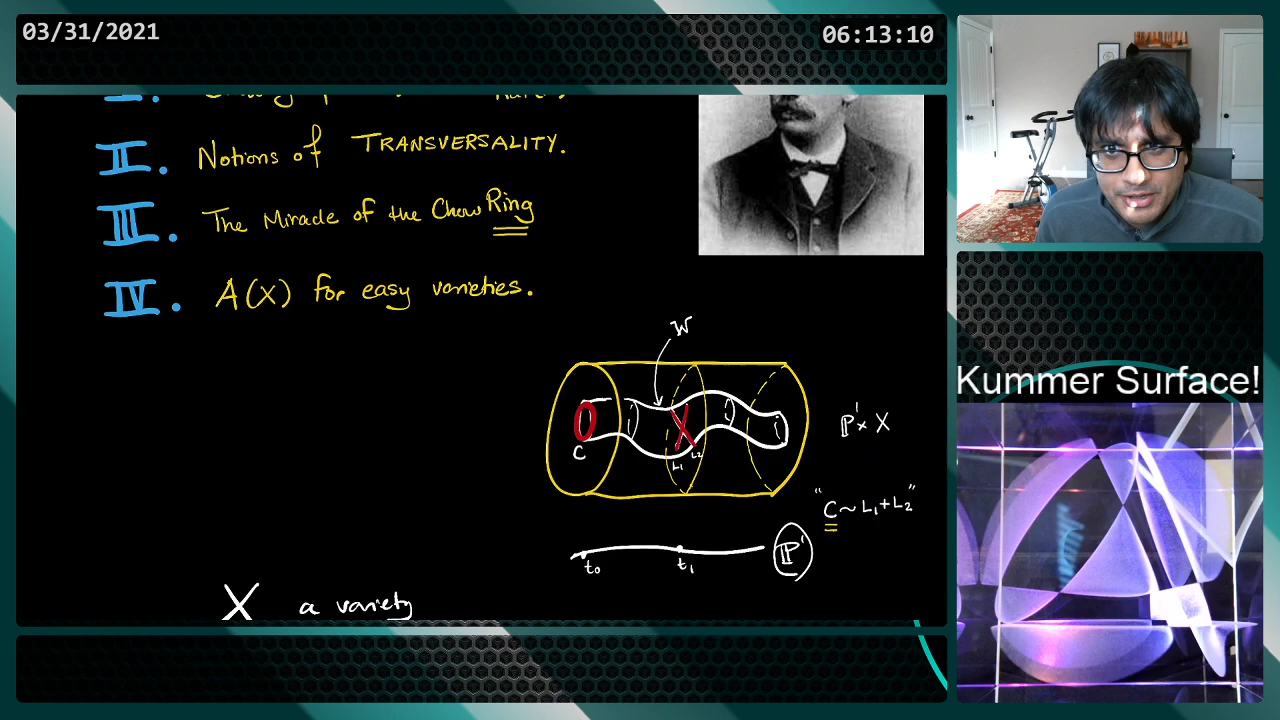 03/31/2021
06:13:10
II. Notions of TRANSVERSALITY.
III. The Miracle of the Chow Ring
IV. A(X) for easy varieties.
W
C
L₁
L₂
P¹ × X
"C ~ L₁ + L₂"
t₀
t₁
P¹
X a variety
Kummer Surface!